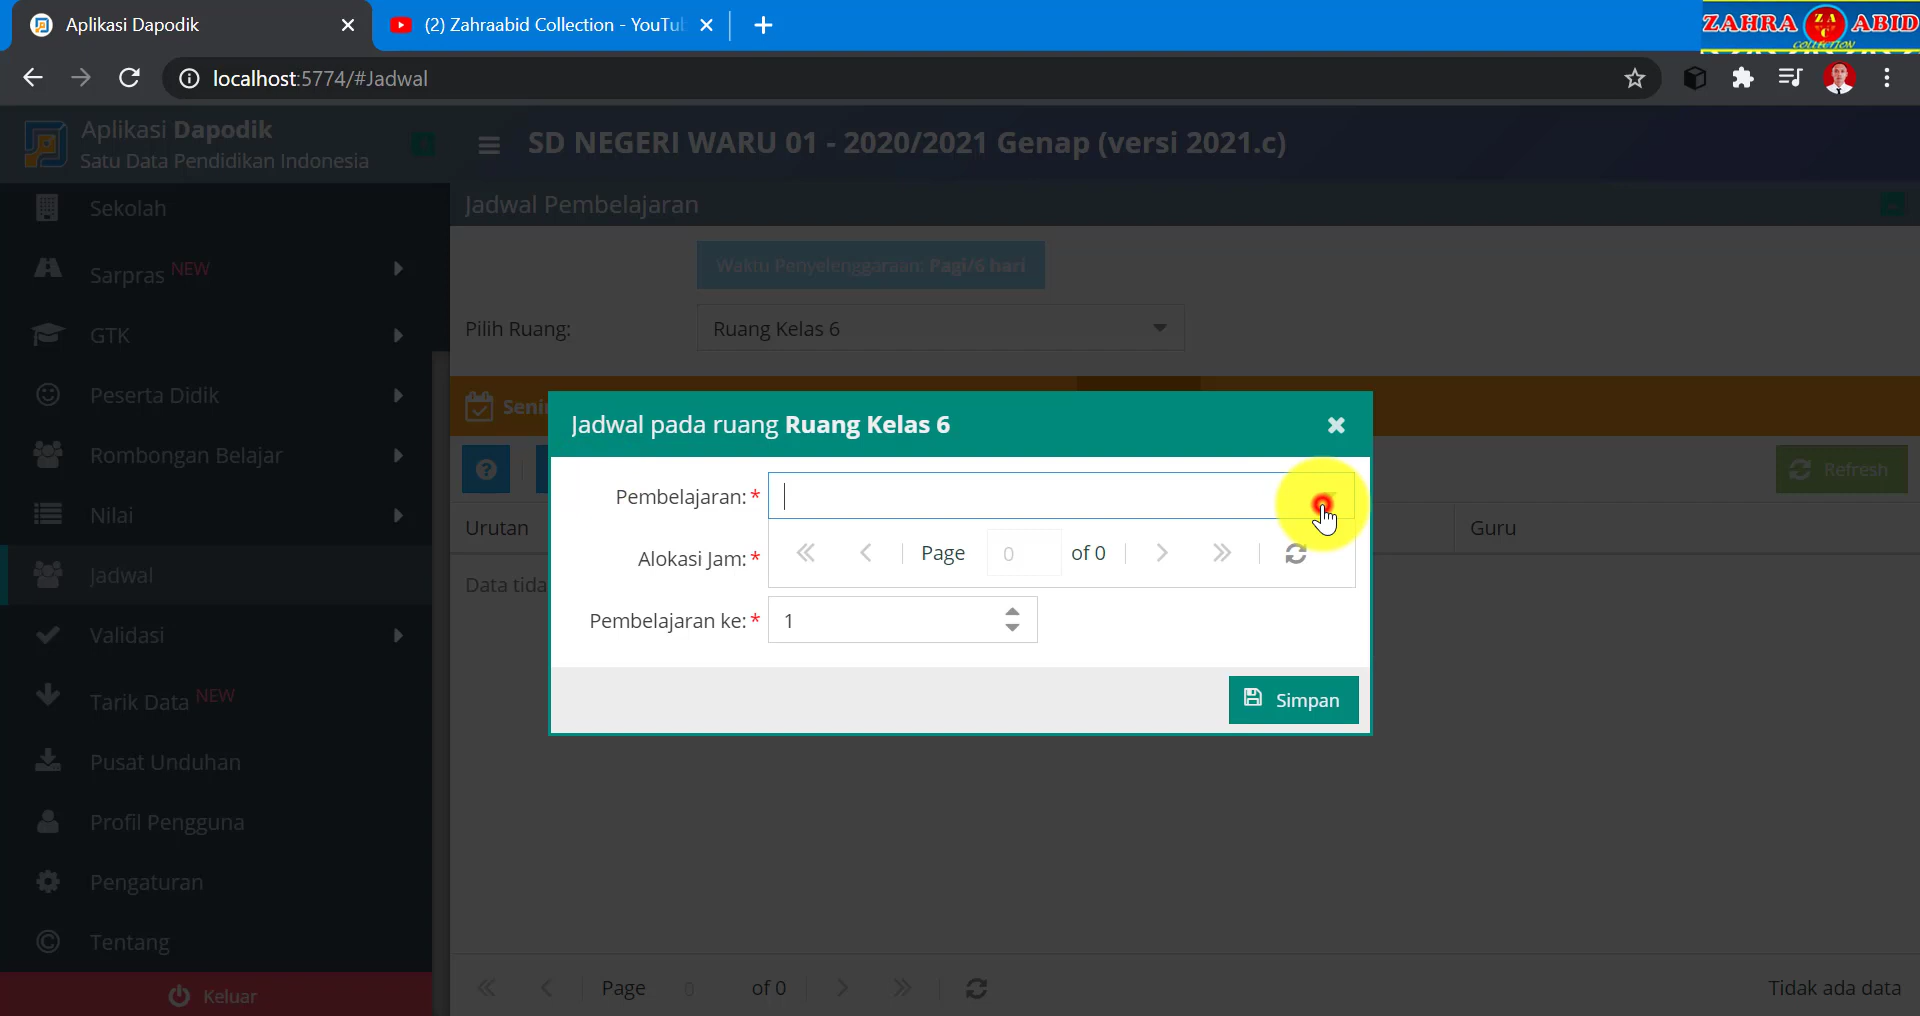 Aplikasi Dapodik
(2) Zahraabid Collection - YouTu
ZAHRA ZA C ABID
COLLECTION
localhost:5774/#Jadwal
Aplikasi Dapodik
Satu Data Pendidikan Indonesia
SD NEGERI WARU 01 - 2020/2021 Genap (versi 2021.c)
Sekolah
Jadwal Pembelajaran
Sarpras NEW
Waktu Penyelenggaraan: Pagi/6 hari
GTK
Pilih Ruang:
Ruang Kelas 6
Peserta Didik
Senin
Jadwal pada ruang Ruang Kelas 6
Rombongan Belajar
Refresh
Pembelajaran:*
Nilai
Urutan
Guru
Alokasi Jam:*
Page 0 of 0
Jadwal
Data tida
Pembelajaran ke:* 1
Validasi
Tarik Data NEW
Simpan
Pusat Unduhan
Profil Pengguna
Pengaturan
Tentang
Keluar
Page 0 of 0
Tidak ada data